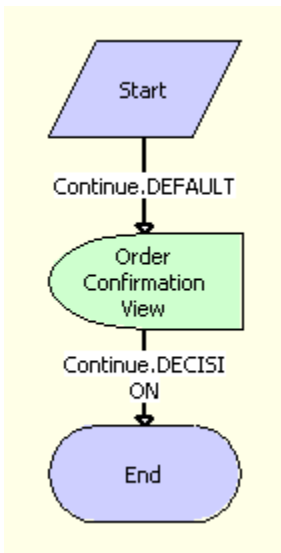 Start
Continue.DEFAULT
Order
Confirmation
View
Continue.DECISI
ON
End